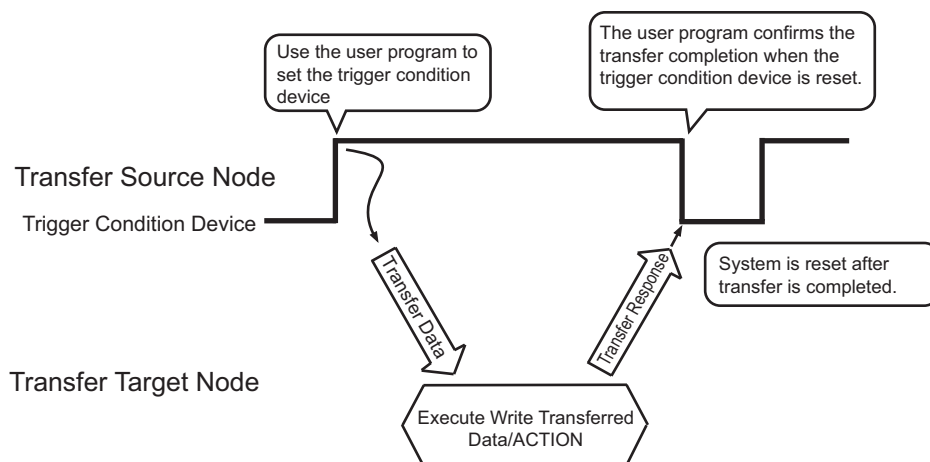 Use the user program to
set the trigger condition
device
The user program confirms the
transfer completion when the
trigger condition device is reset.
Transfer Source Node
Trigger Condition Device
Transfer Data
Transfer Response
System is reset after
transfer is completed.
Transfer Target Node
Execute Write Transferred
Data/ACTION